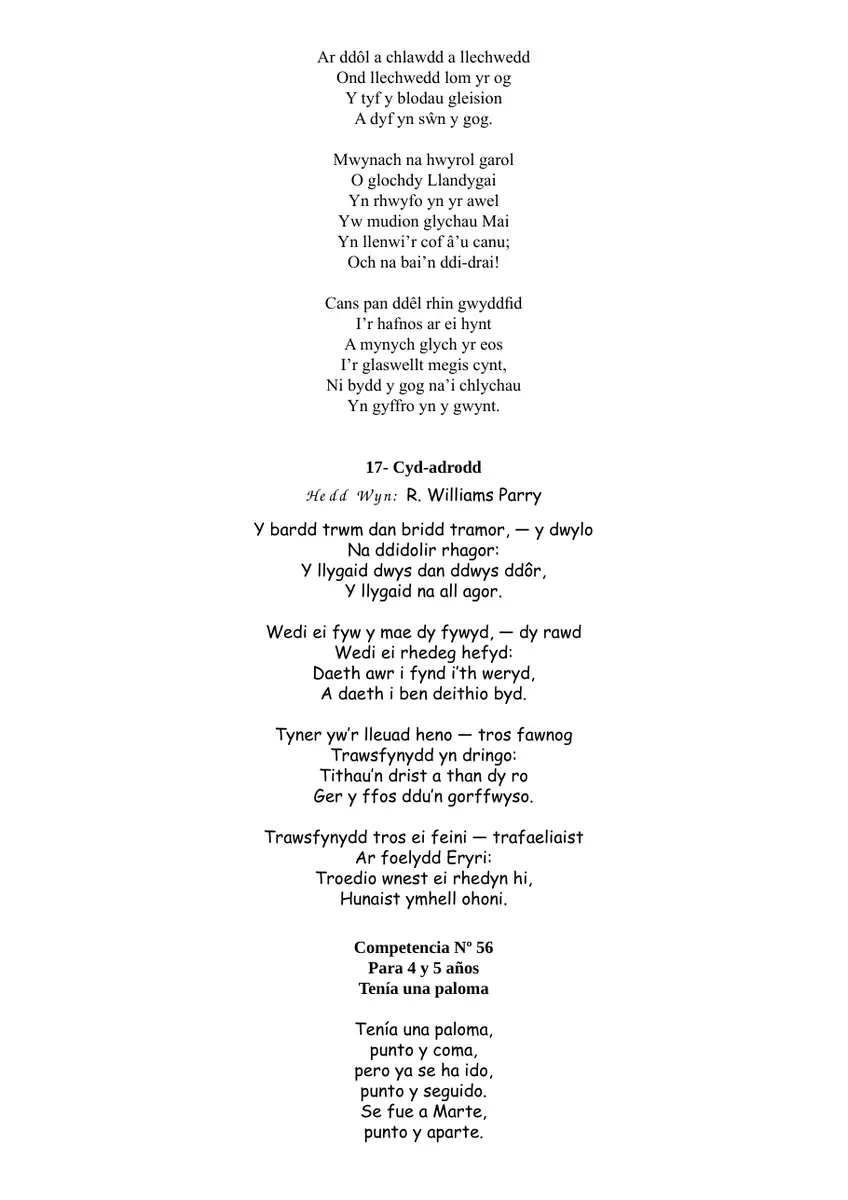 Ar ddôl a chlawdd a llechwedd
Ond llechwedd lom yr og
Y tyf y blodau gleision
A dyf yn sŵn y gog.
Mwynach na hwyrol garol
O glochdy Llandygai
Yn rhwyfo yn yr awel
Yw mudion glychau Mai
Yn llenwi’r cof â’u canu;
Och na bai’n ddi-drai!
Cans pan ddêl rhin gwyddfid
I’r hafnos ar ei hynt
A mynych glych yr eos
I’r glaswellt megis cynt,
Ni bydd y gog na’i chlychau
Yn gyffro yn y gwynt.
17- Cyd-adrodd
Hedd Wyn: R. Williams Parry
Y bardd trwm dan bridd tramor, — y dwylo
Na ddidolir rhagor:
Y llygaid dwys dan ddwys ddôr,
Y llygaid na all agor.
Wedi ei fyw y mae dy fywyd, — dy rawd
Wedi ei rhedeg hefyd:
Daeth awr i fynd i’th weryd,
A daeth i ben deithio byd.
Tyner yw’r lleuad heno — tros fawnog
Trawsfynydd yn dringo:
Tithau’n drist a than dy ro
Ger y ffos ddu’n gorffwyso.
Trawsfynydd tros ei feini — trafaeliaist
Ar foelydd Eryri:
Troedio wnest ei rhedyn hi,
Hunaist ymhell ohoni.
Competencia Nº 56
Para 4 y 5 años
Tenía una paloma
Tenía una paloma,
punto y coma,
pero ya se ha ido,
punto y seguido.
Se fue a Marte,
punto y aparte.